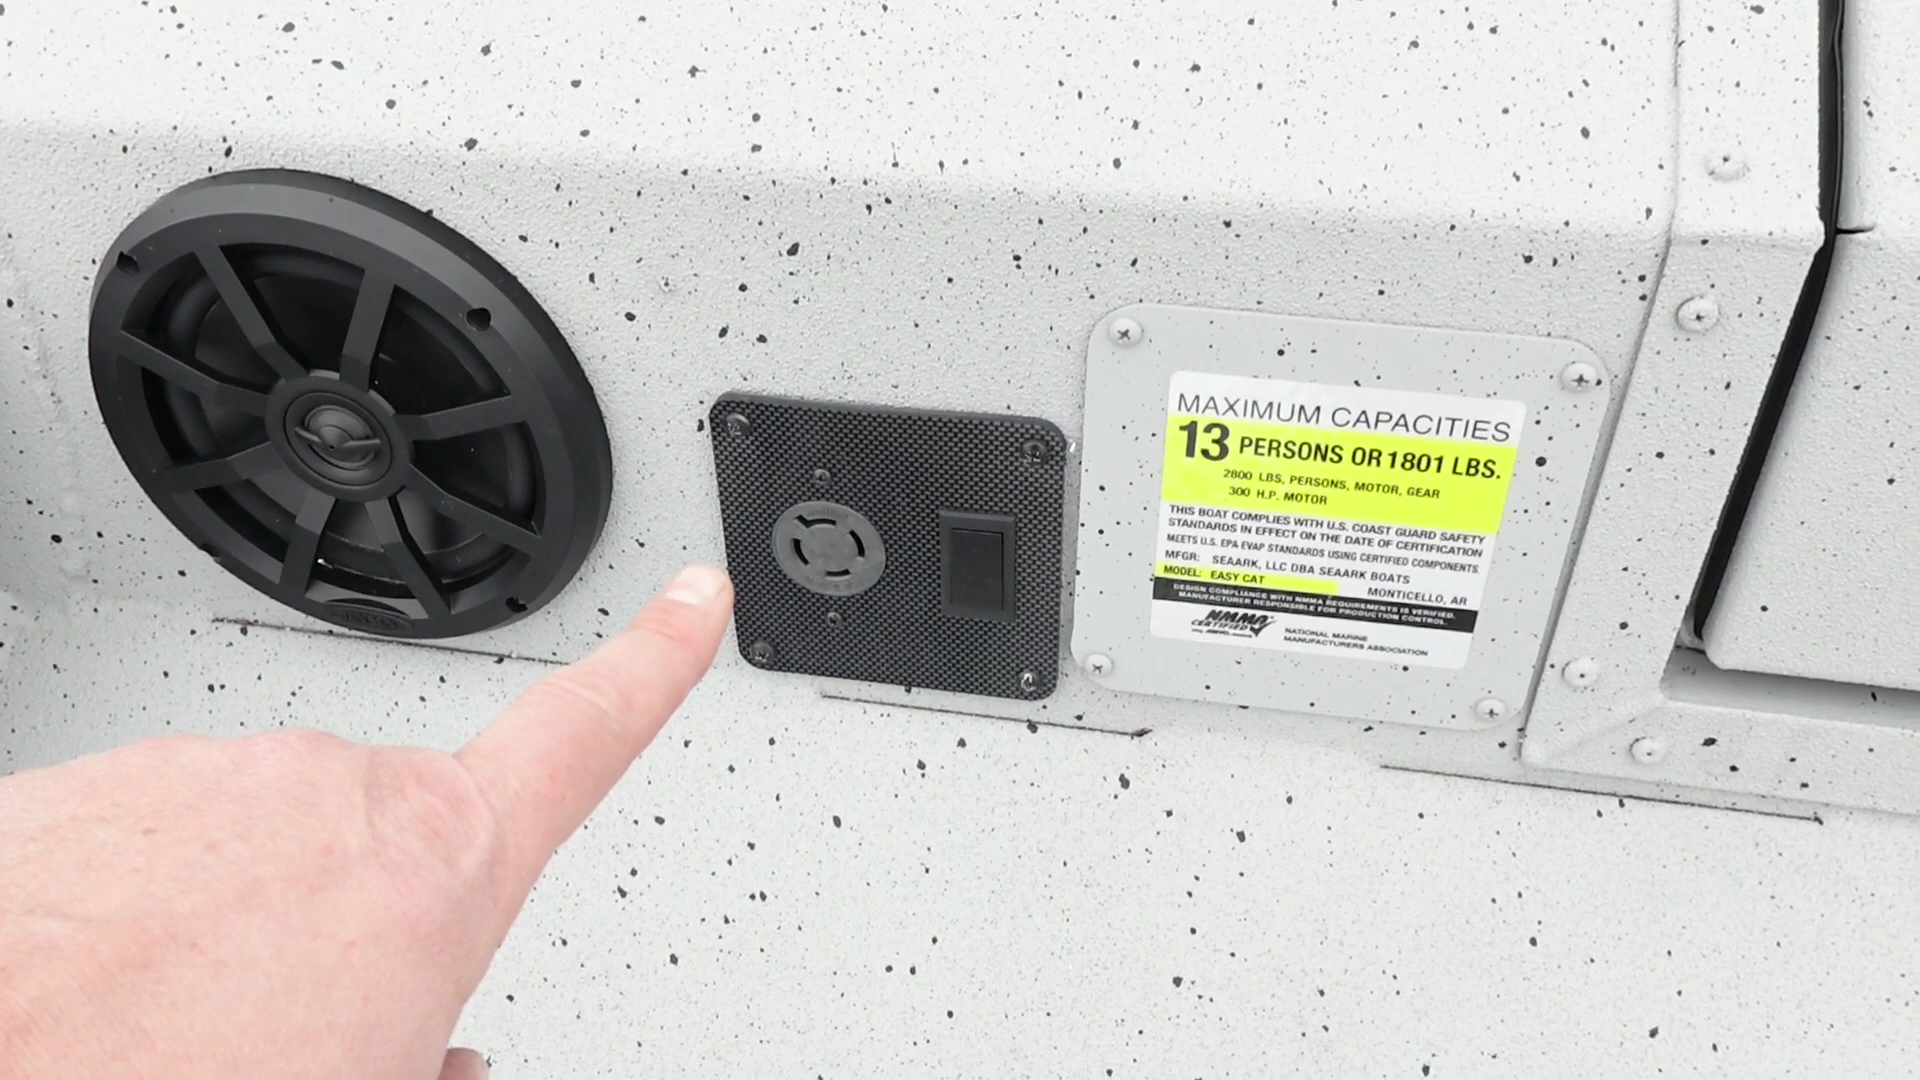 MAXIMUM CAPACITIES
13 PERSONS OR 1801 LBS.
2800 LBS, PERSONS, MOTOR, GEAR
300 H.P. MOTOR
THIS BOAT COMPLIES WITH U.S. COAST GUARD SAFETY
STANDARDS IN EFFECT ON THE DATE OF CERTIFICATION
MEETS U.S. EPA EVAP STANDARDS USING CERTIFIED COMPONENTS.
MFGR: SEAARK, LLC DBA SEAARK BOATS
MODEL: EASY CAT MONTICELLO, AR
DESIGN COMPLIANCE WITH NMMA REQUIREMENTS IS VERIFIED.
MANUFACTURER RESPONSIBLE FOR PRODUCTION CONTROL.
NMMA
CERTIFIED
NATIONAL MARINE
MANUFACTURERS ASSOCIATION